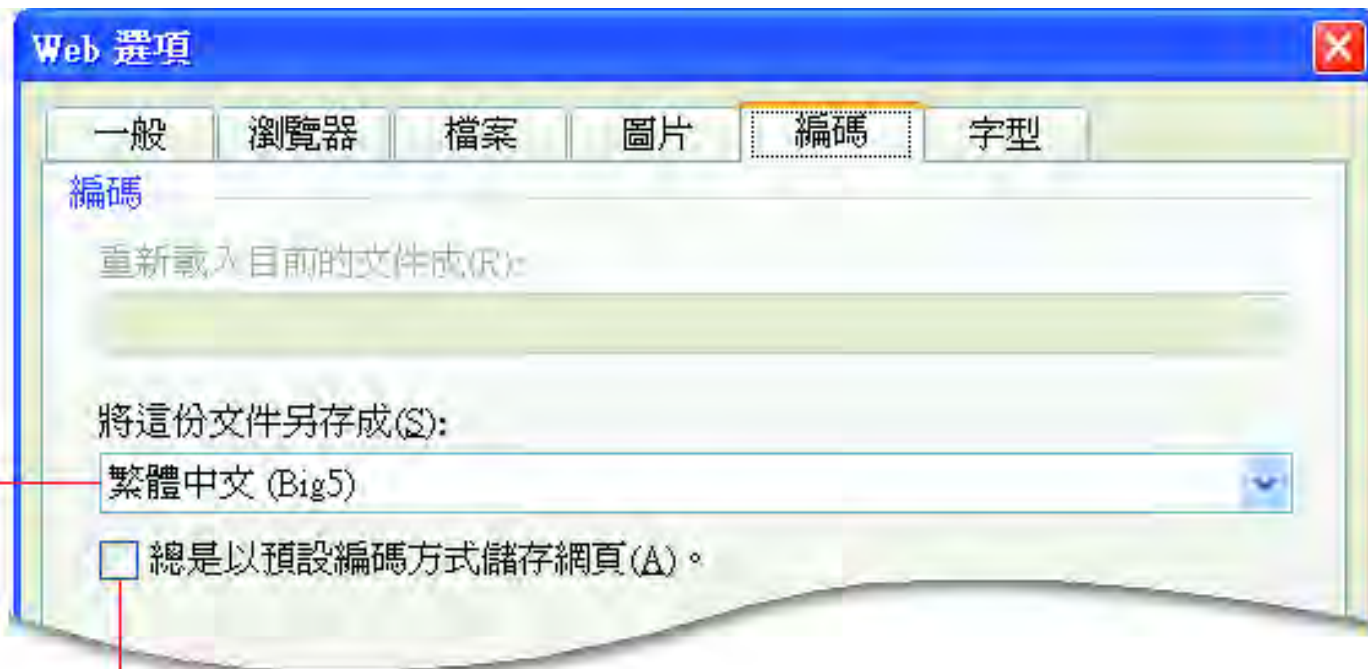 Web 選項
一般 瀏覽器 檔案 圖片 編碼 字型
編碼
重新載入目前的文件成(R):
將這份文件另存成(S):
繁體中文 (Big5)
總是以預設編碼方式儲存網頁(A)。